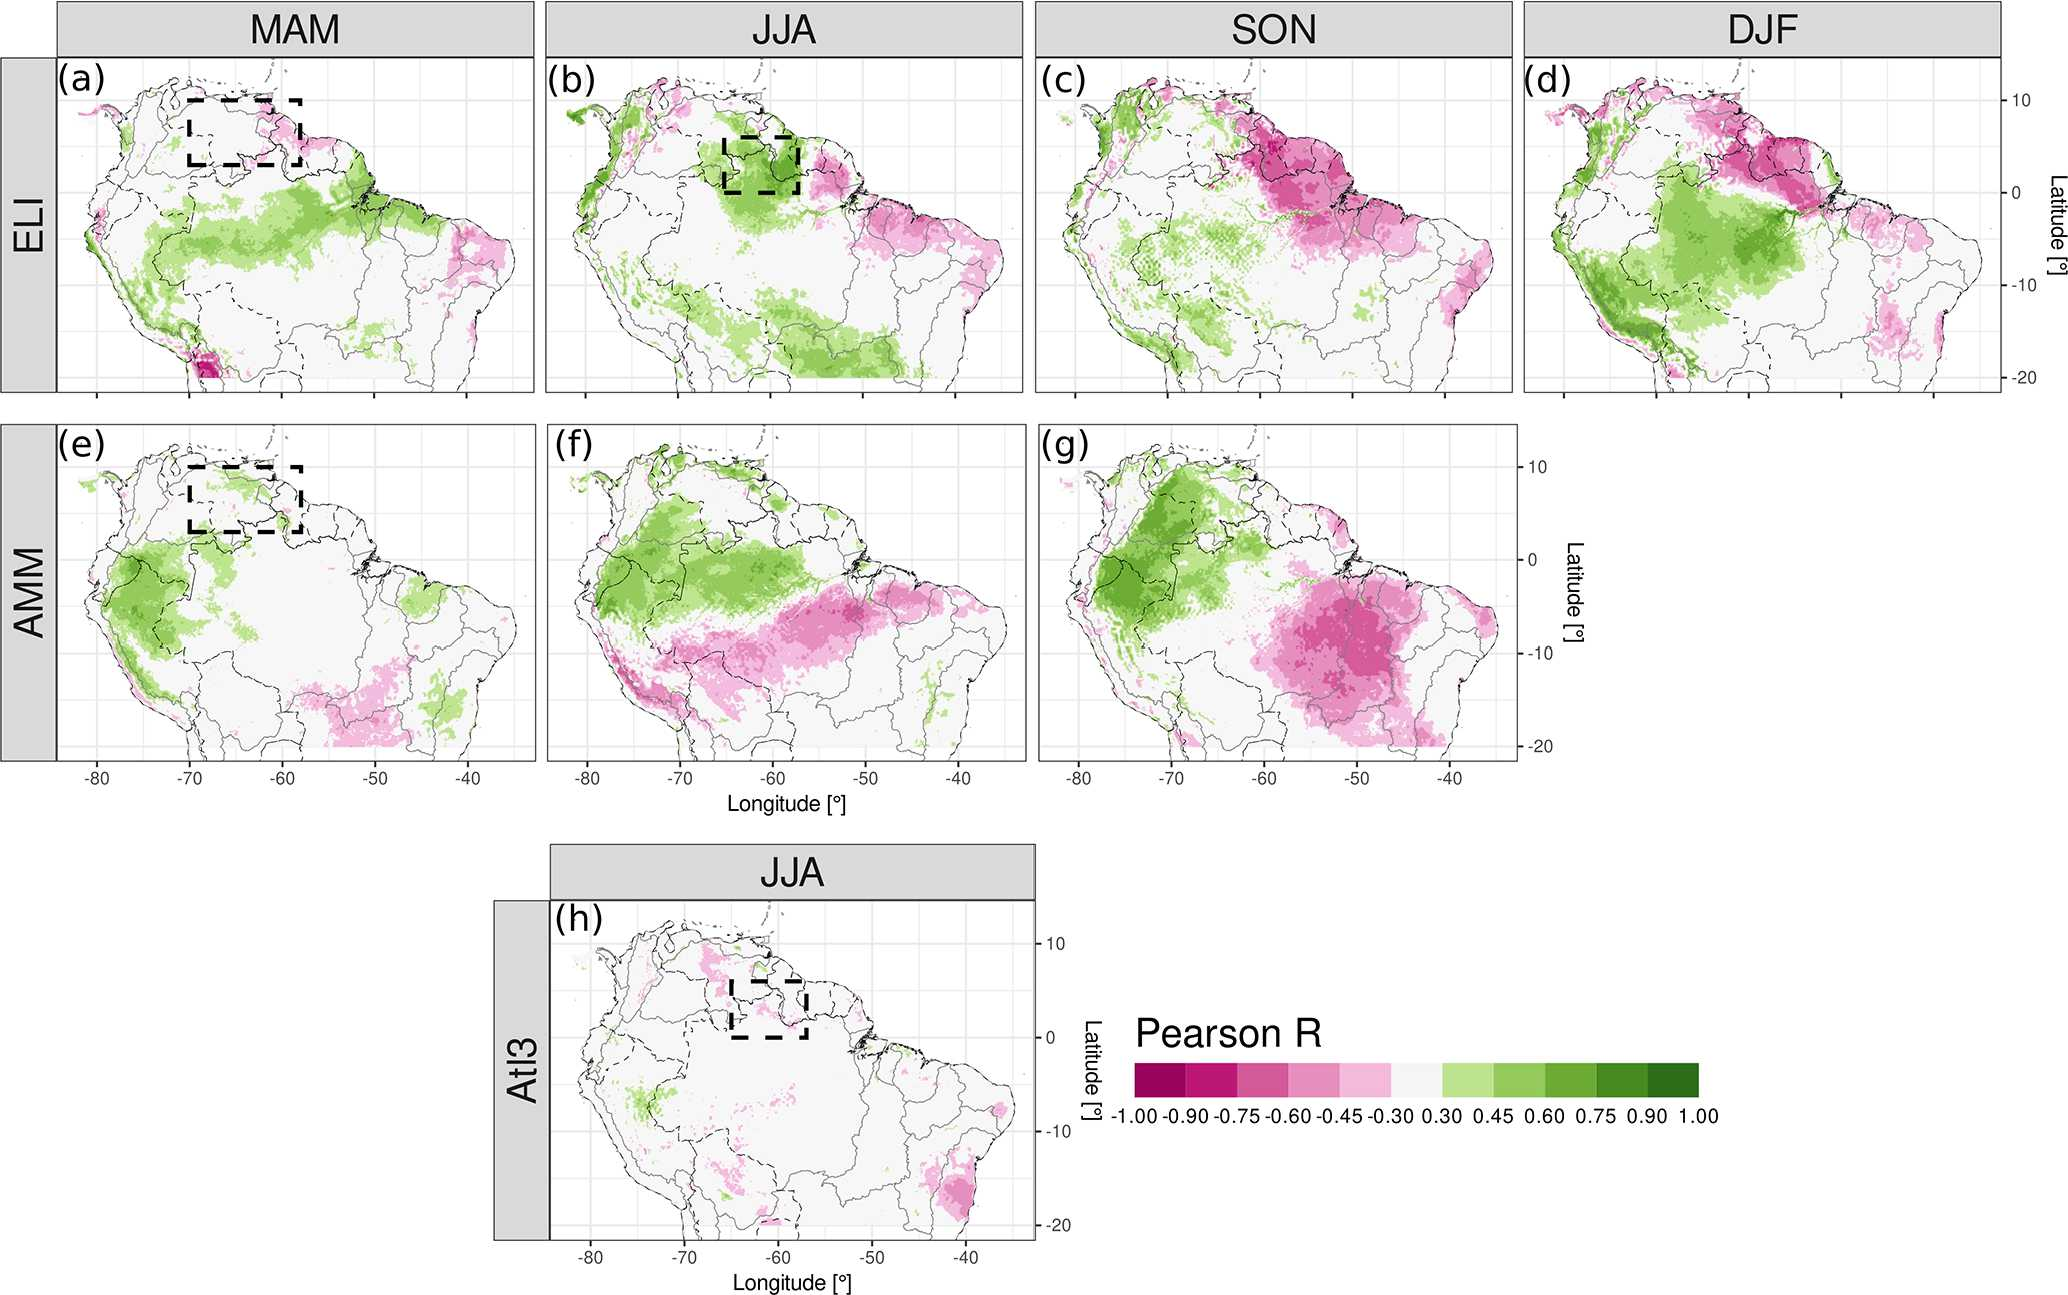 MAM JJA SON DJF
ELI
(a) (b) (c) (d)
10
0
-10
-20
Latitude [°]
AMM
(e) (f) (g)
10
0
-10
-20
Latitude [°]
-80 -70 -60 -50 -40 -80 -70 -60 -50 -40 -80 -70 -60 -50 -40
Longitude [°]
JJA
Atl3
(h)
10
0
-10
-20
Latitude [°]
-80 -70 -60 -50 -40
Longitude [°]
Pearson R
-1.00 -0.90 -0.75 -0.60 -0.45 -0.30 0.30 0.45 0.60 0.75 0.90 1.00